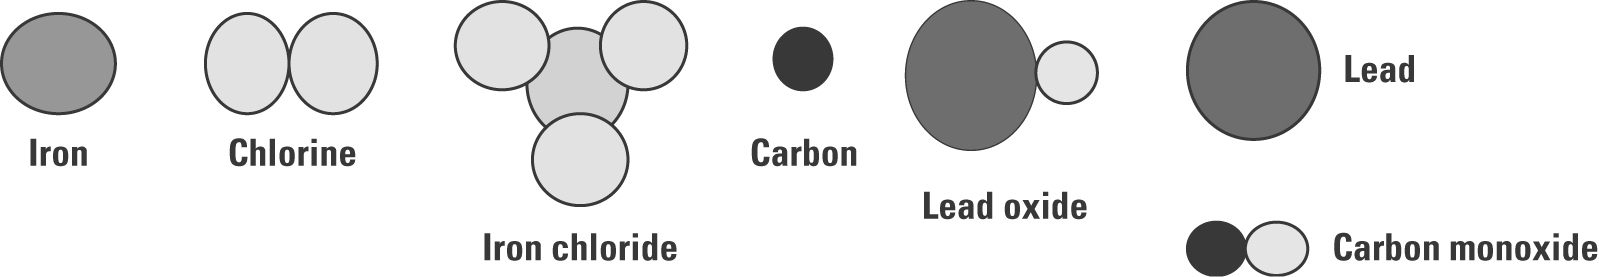 Iron
Chlorine
Iron chloride
Carbon
Lead oxide
Lead
Carbon monoxide